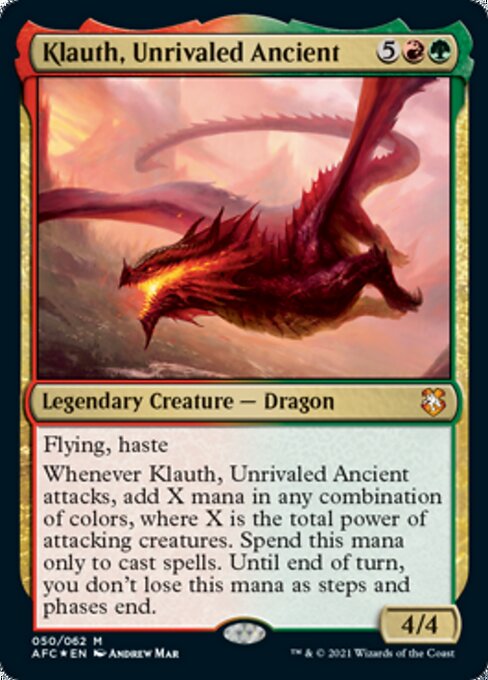 Klauth, Unrivaled Ancient 5
Legendary Creature — Dragon
Flying, haste
Whenever Klauth, Unrivaled Ancient
attacks, add X mana in any combination
of colors, where X is the total power of
attacking creatures. Spend this mana
only to cast spells. Until end of turn,
you don't lose this mana as steps and
phases end.
4/4
050/062 M
AFC ★ EN Andrew Mar
™ & © 2021 Wizards of the Coast